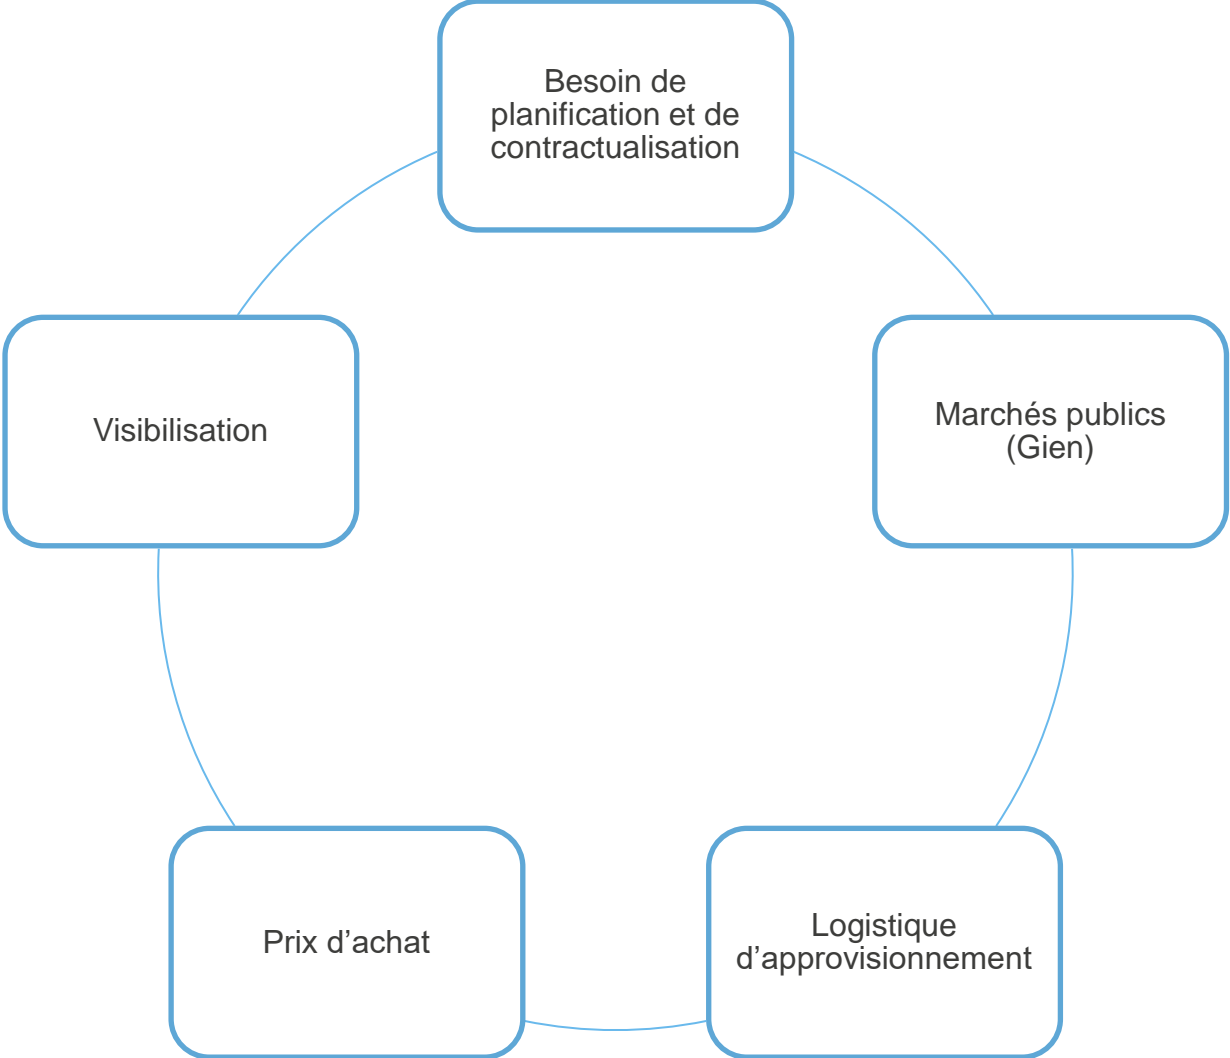 Besoin de
planification et de
contractualisation
Marchés publics
(Gien)
Logistique
d’approvisionnement
Prix d’achat
Visibilisation